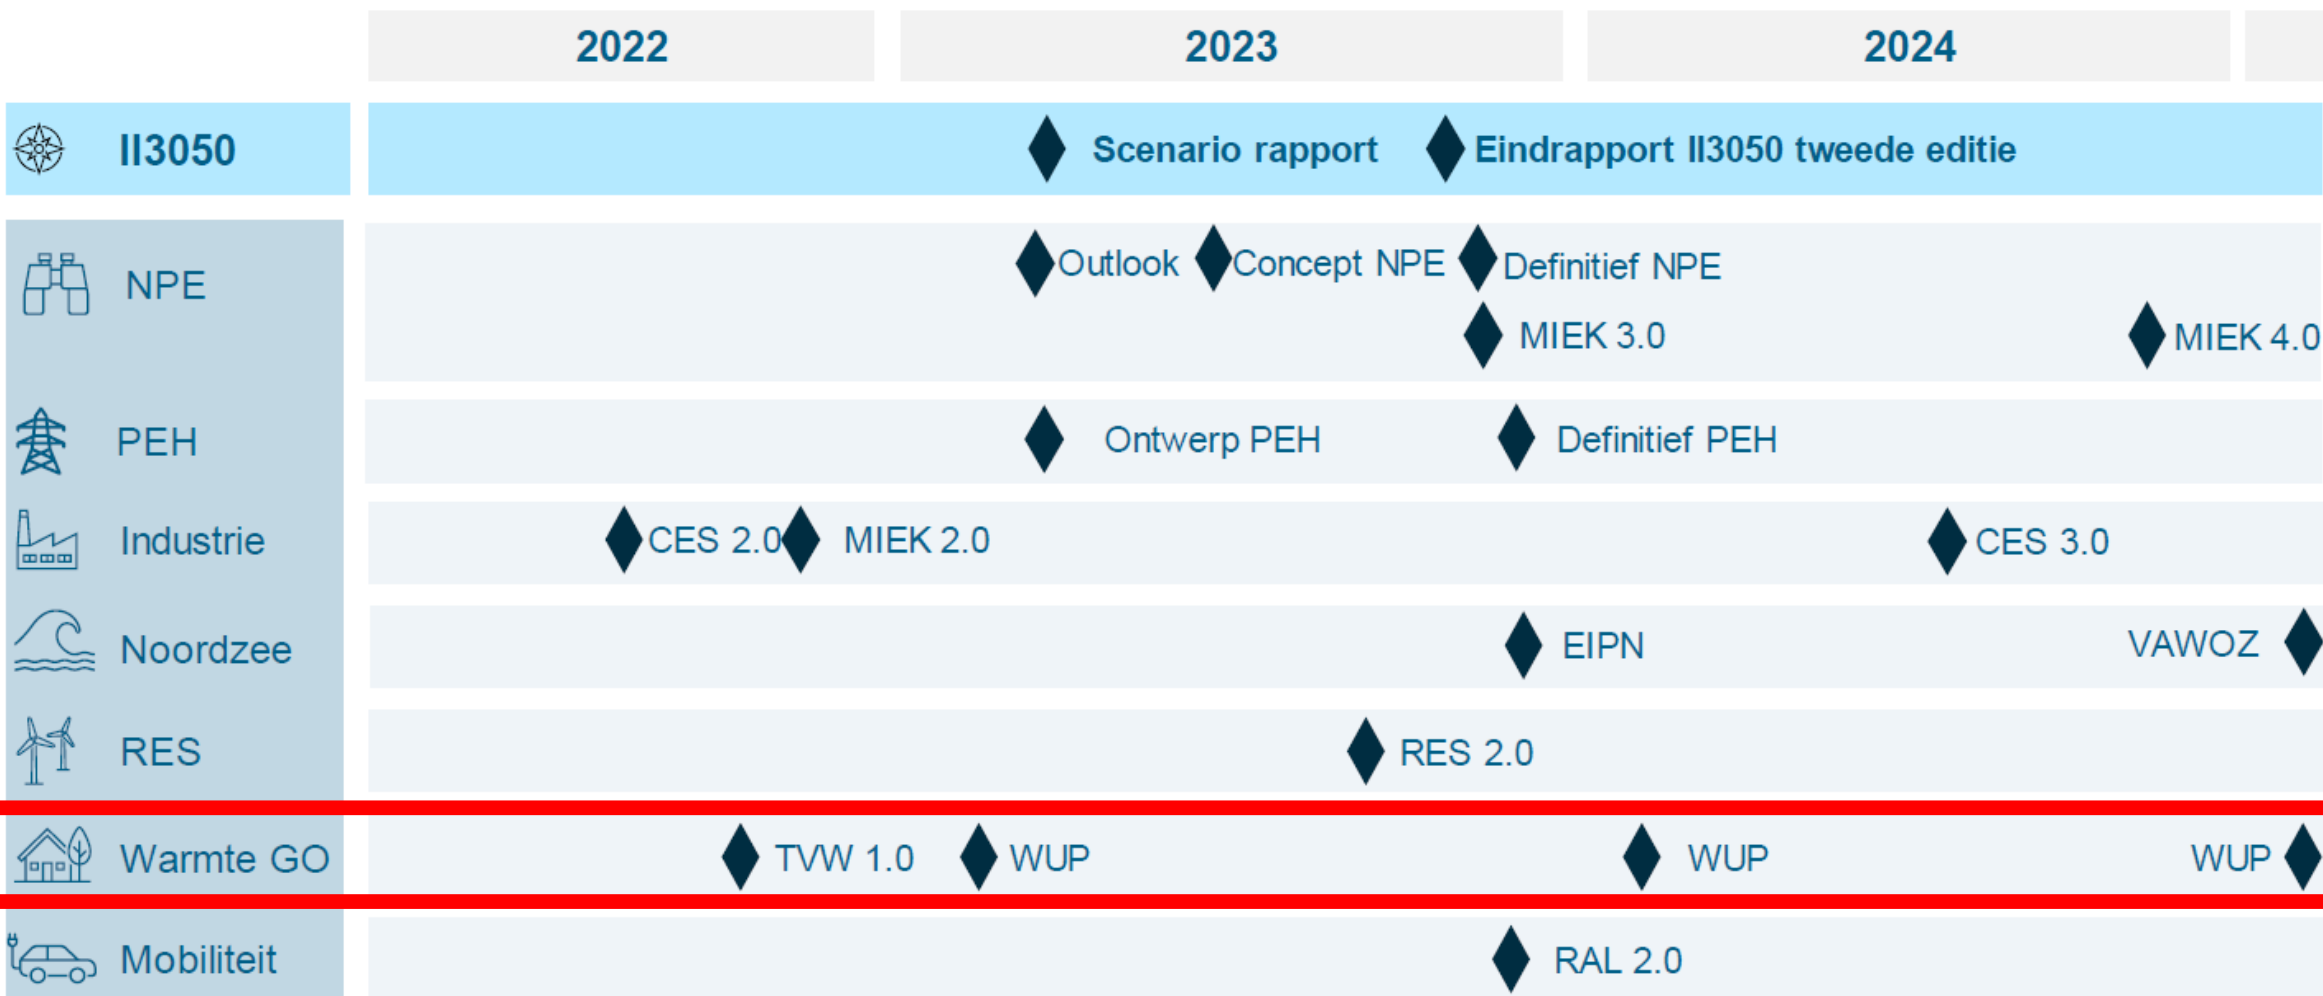 2022 2023 2024
II3050 Scenario rapport Eindrapport II3050 tweede editie
NPE Outlook Concept NPE Definitief NPE
MIEK 3.0 MIEK 4.0
PEH Ontwerp PEH Definitief PEH
Industrie CES 2.0 MIEK 2.0 CES 3.0
Noordzee EIPN VAWOZ
RES RES 2.0
Warmte GO TVW 1.0 WUP WUP WUP
Mobiliteit RAL 2.0